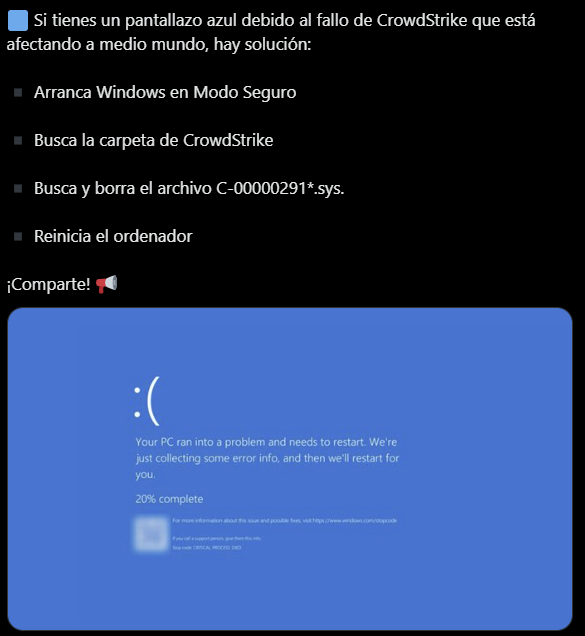 Si tienes un pantallazo azul debido al fallo de CrowdStrike que está
afectando a medio mundo, hay solución:
Arranca Windows en Modo Seguro
Busca la carpeta de CrowdStrike
Busca y borra el archivo C-00000291*.sys.
Reinicia el ordenador
¡Comparte!
:(
Your PC ran into a problem and needs to restart. We're
just collecting some error info, and then we'll restart for
you.
20% complete
For more information about this issue and possible fixes, visit https://www.windows.com/stopcode
If you call a support person, give them this info:
Stop code: CRITICAL PROCESS DIED